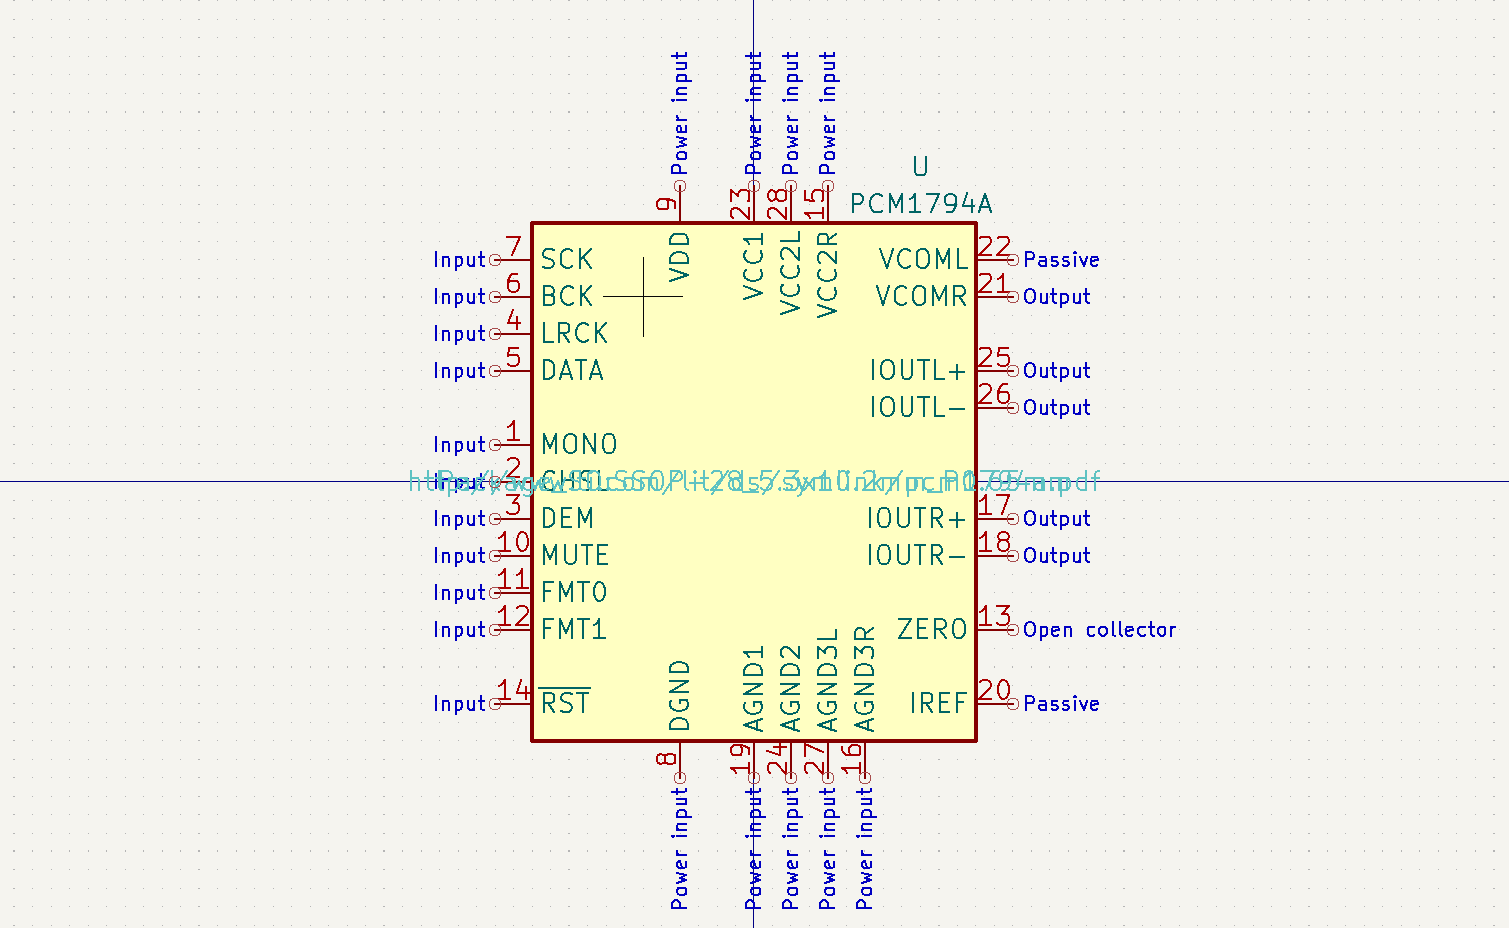 Power input
Power input
Power input
Power input
U
PCM1794A
9
23
28
15
VDD
VCC1
VCC2L
VCC2R
Input 7 SCK
Input 6 BCK
Input 4 LRCK
Input 5 DATA
Input 1 MONO
Input 2 CHSL
Input 3 DEM
Input 10 MUTE
Input 11 FMT0
Input 12 FMT1
Input 14 RST
VCOML 22 Passive
VCOMR 21 Output
IOUTL+ 25 Output
IOUTL- 26 Output
IOUTR+ 17 Output
IOUTR- 18 Output
ZERO 13 Open collector
IREF 20 Passive
DGND
AGND1
AGND2
AGND3L
AGND3R
8
19
24
27
16
Power input
Power input
Power input
Power input
Power input